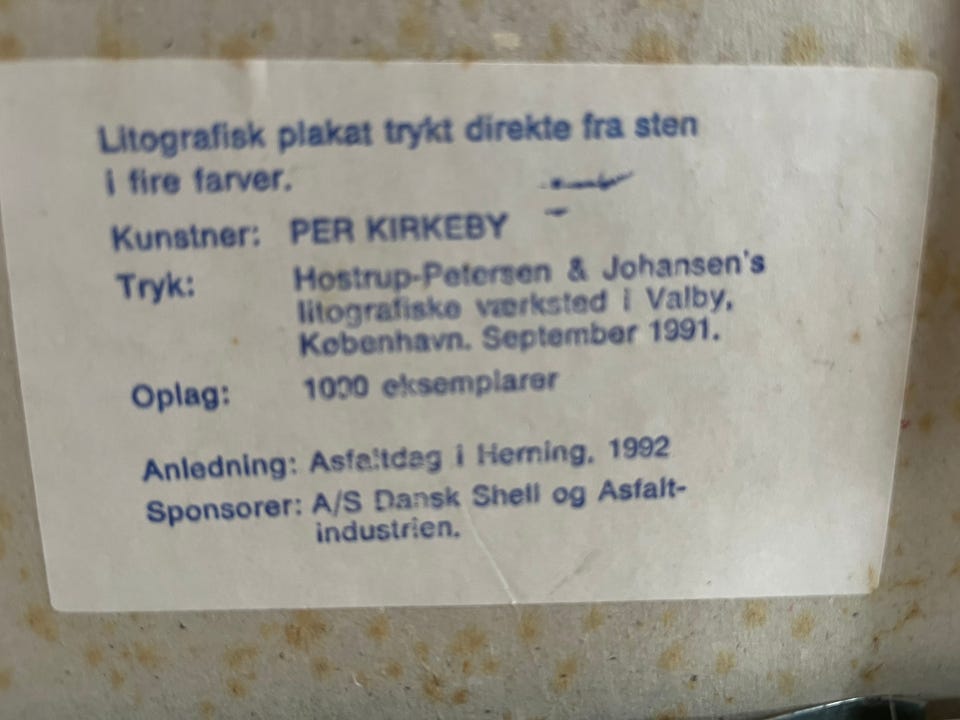 Litografisk plakat trykt direkte fra sten
i fire farver.
Kunstner: PER KIRKEBY
Tryk: Hostrup-Petersen & Johansen's
litografiske værksted i Valby,
København. September 1991.
Oplag: 1000 eksemplarer
Anledning: Asfaltdag i Herning, 1992
Sponsorer: A/S Dansk Shell og Asfalt-
industrien.